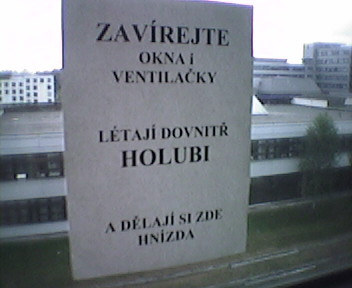 ZAVÍREJTE
OKNA i
VENTILAČKY
LÉTAJÍ DOVNITŘ
HOLUBI
A DĚLAJÍ SI ZDE
HNÍZDA